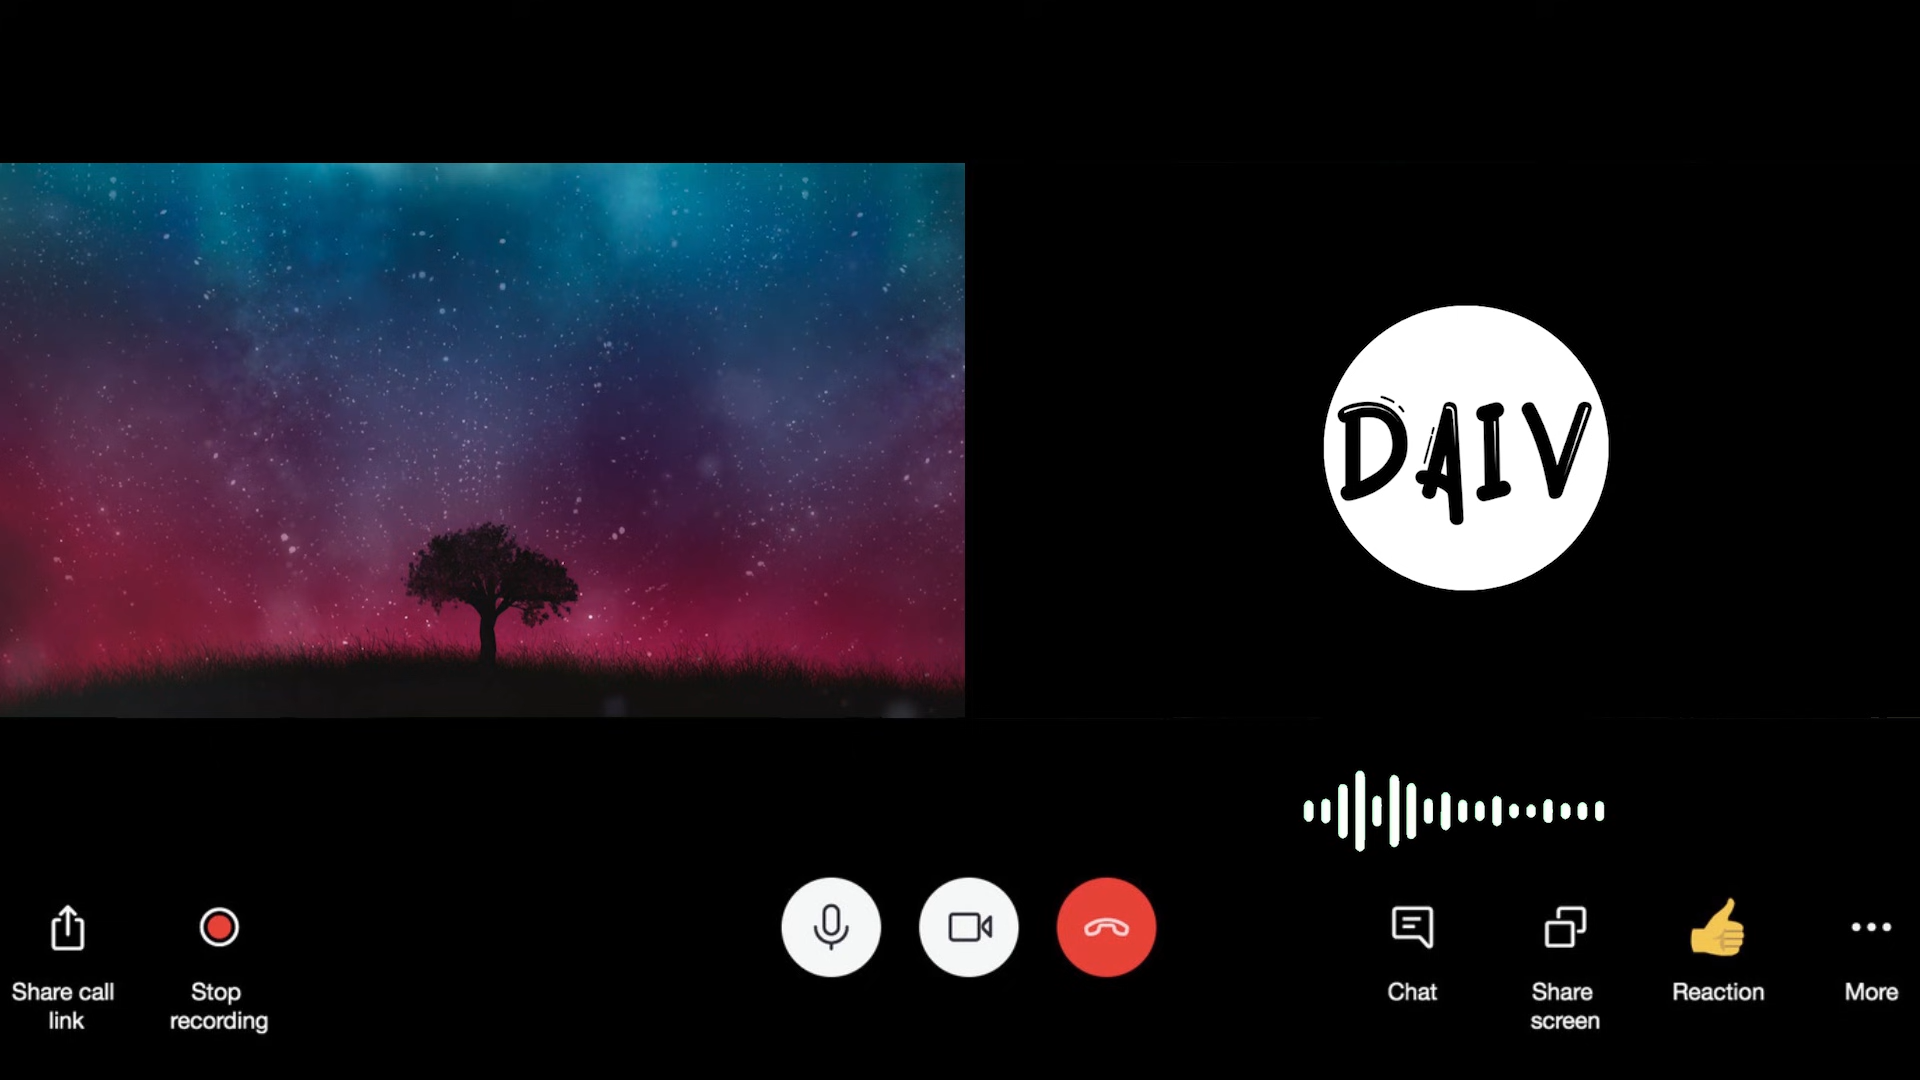 DAIV
Share call
link
Stop
recording
Chat
Share
screen
Reaction
More